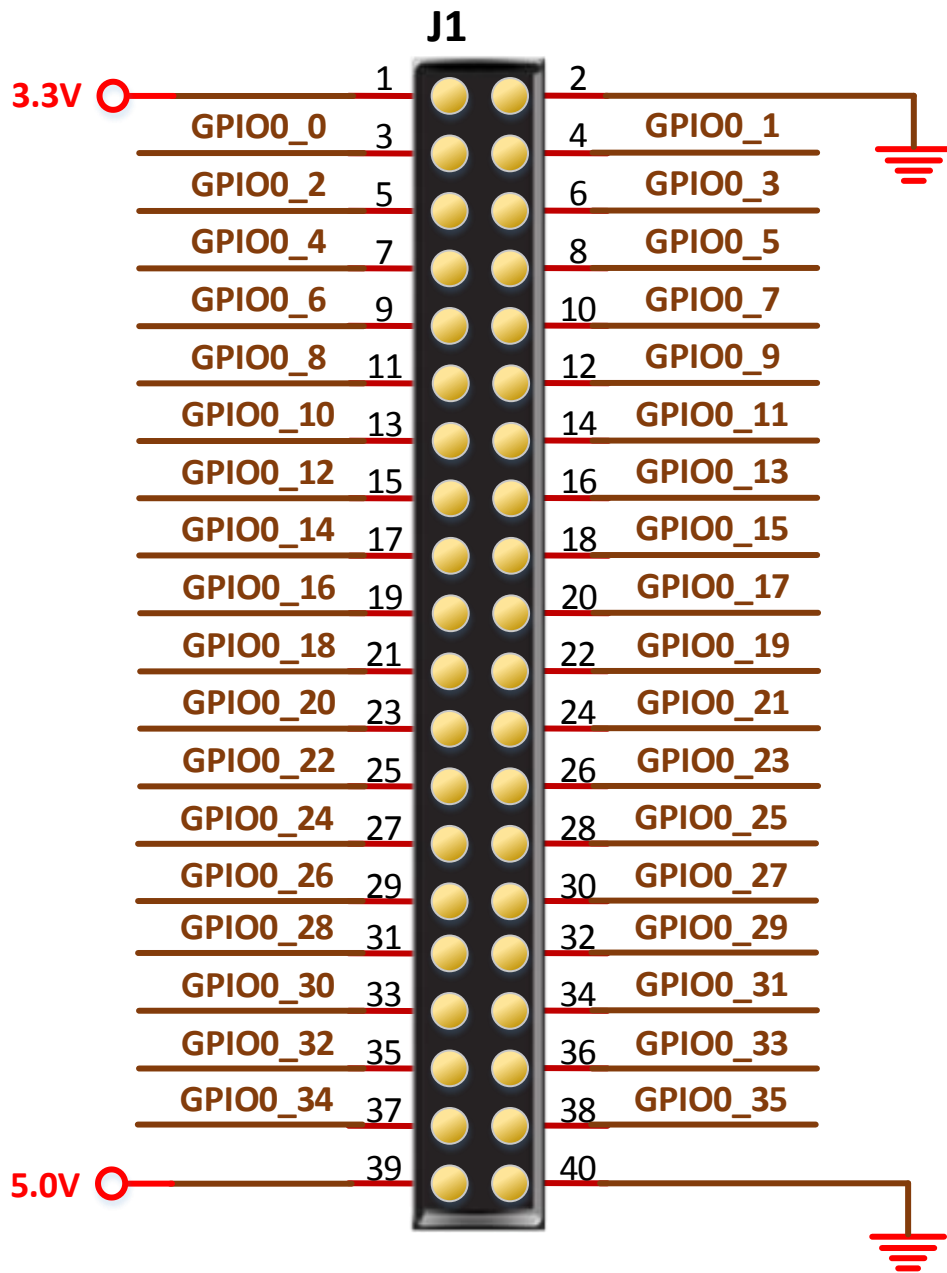 J1
3.3V 1 2
GPIO0_0 3 4 GPIO0_1
GPIO0_2 5 6 GPIO0_3
GPIO0_4 7 8 GPIO0_5
GPIO0_6 9 10 GPIO0_7
GPIO0_8 11 12 GPIO0_9
GPIO0_10 13 14 GPIO0_11
GPIO0_12 15 16 GPIO0_13
GPIO0_14 17 18 GPIO0_15
GPIO0_16 19 20 GPIO0_17
GPIO0_18 21 22 GPIO0_19
GPIO0_20 23 24 GPIO0_21
GPIO0_22 25 26 GPIO0_23
GPIO0_24 27 28 GPIO0_25
GPIO0_26 29 30 GPIO0_27
GPIO0_28 31 32 GPIO0_29
GPIO0_30 33 34 GPIO0_31
GPIO0_32 35 36 GPIO0_33
GPIO0_34 37 38 GPIO0_35
5.0V 39 40